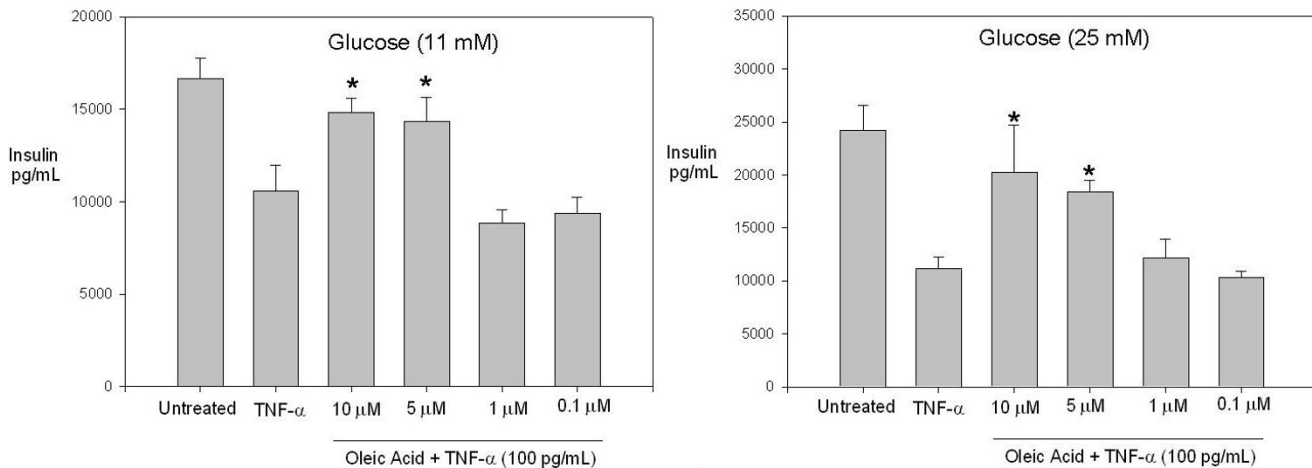 Glucose (11 mM)
Insulin
pg/mL
20000
15000
10000
5000
0
*
*
Untreated
TNF-α
10 μM
5 μM
1 μM
0.1 μM
Oleic Acid + TNF-α (100 pg/mL)
Glucose (25 mM)
Insulin
pg/mL
35000
30000
25000
20000
15000
10000
5000
0
*
*
Untreated
TNF-α
10 μM
5 μM
1 μM
0.1 μM
Oleic Acid + TNF-α (100 pg/mL)